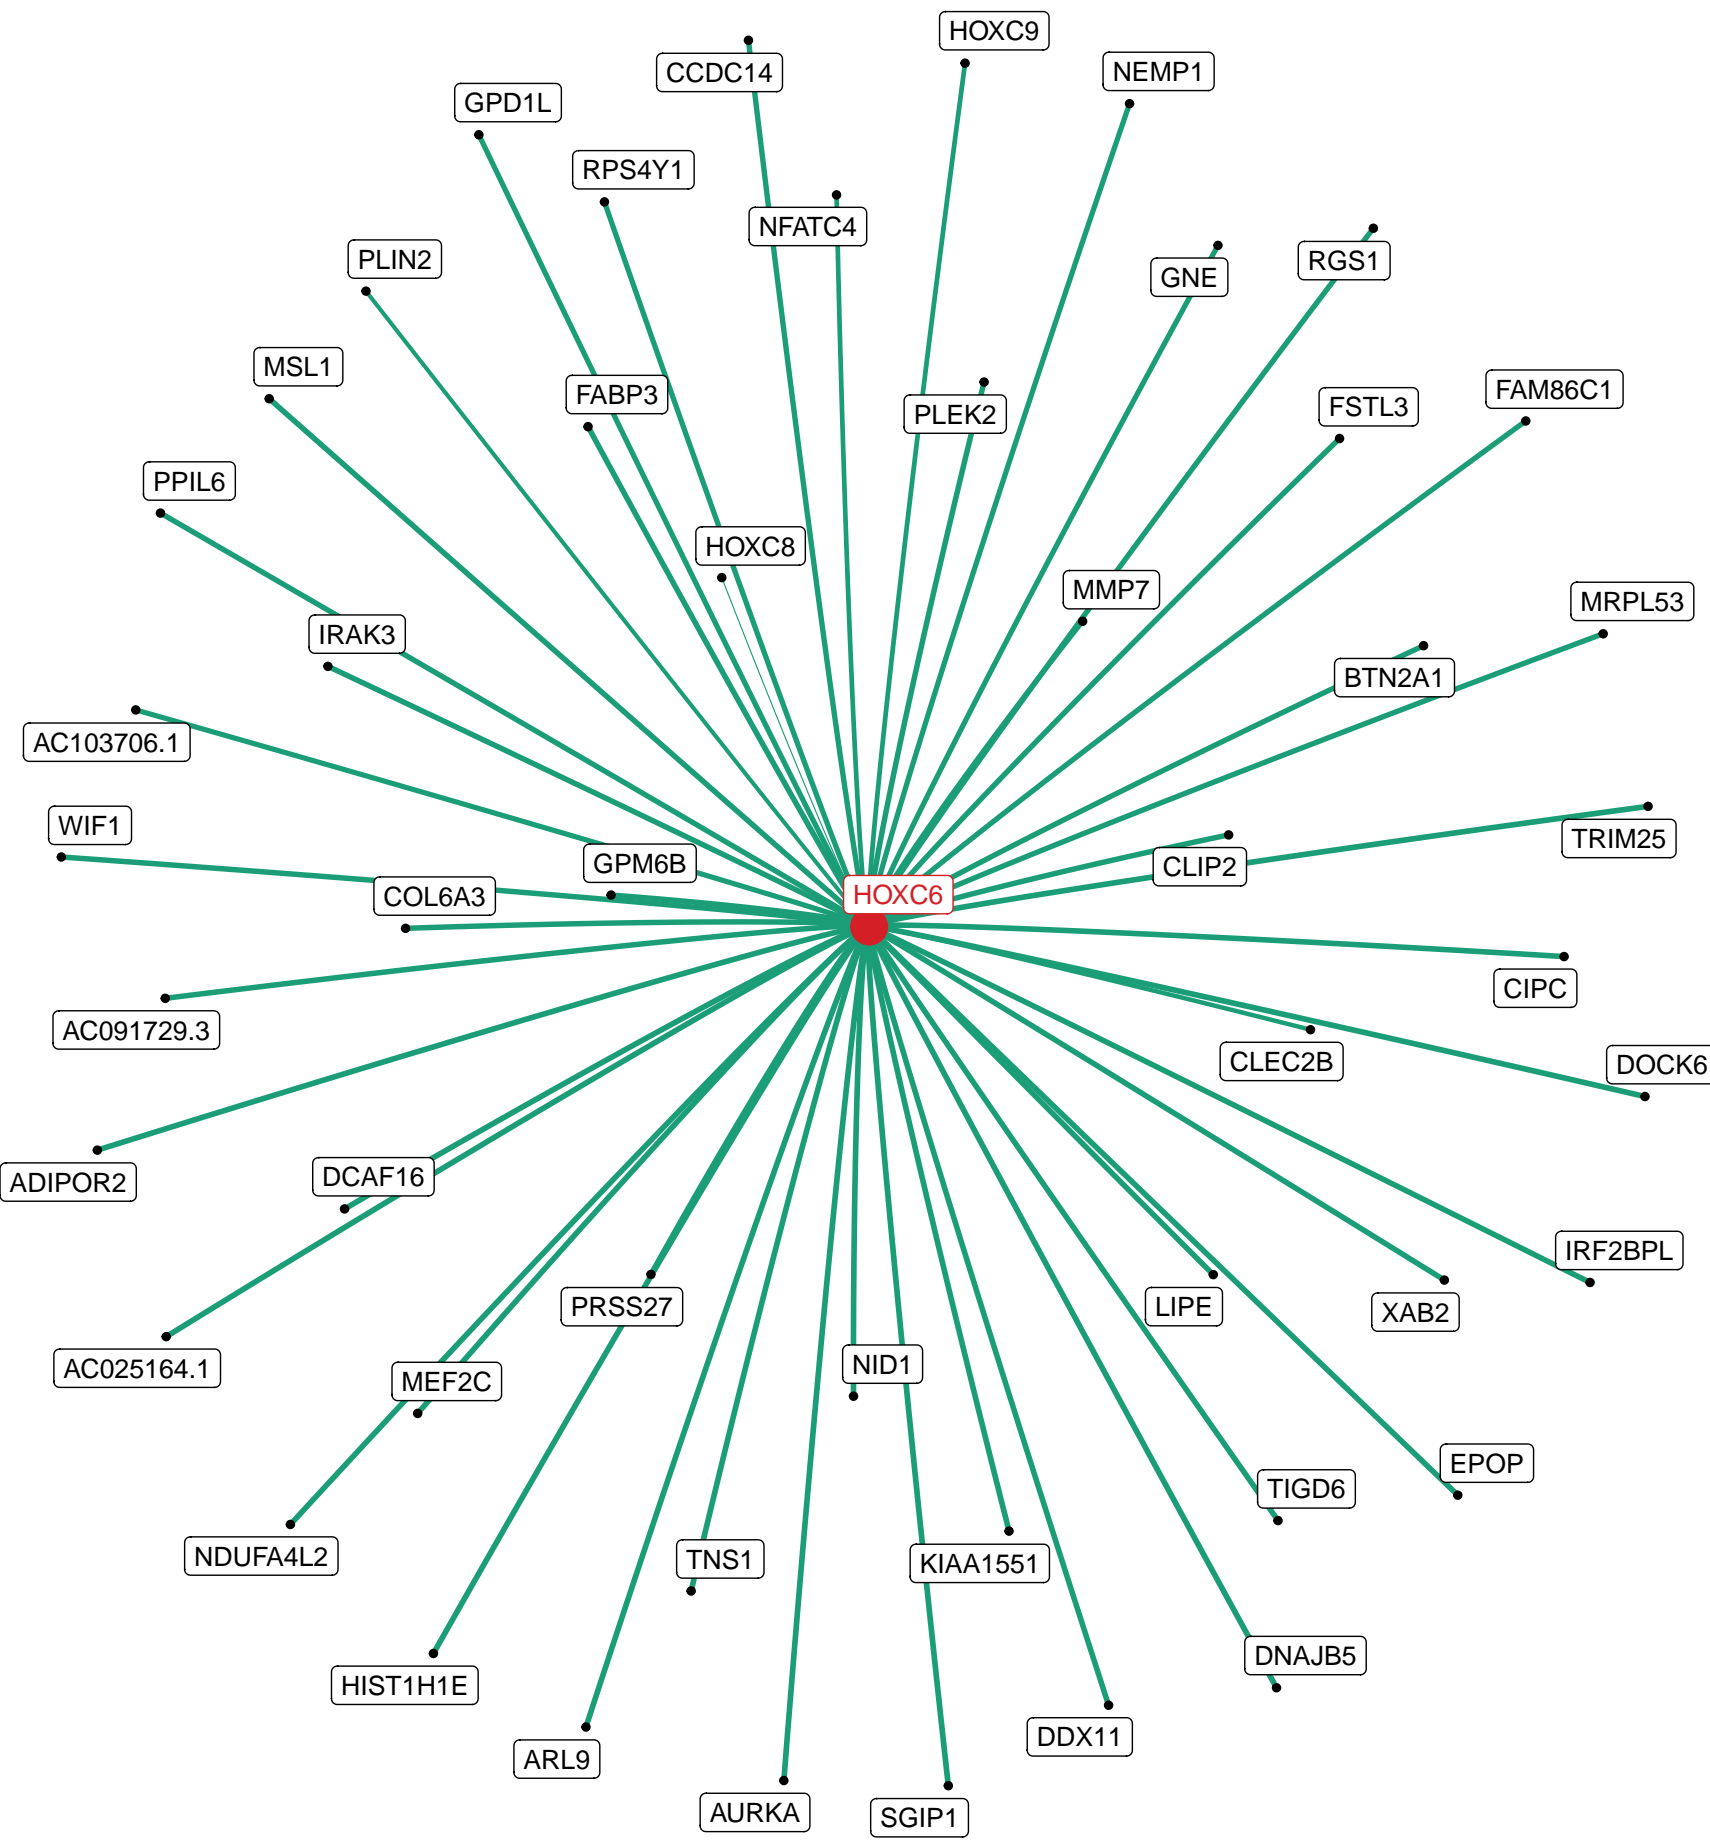 HOXC9
CCDC14
NEMP1
GPD1L
RPS4Y1
NFATC4
PLIN2
RGS1
GNE
MSL1
FABP3
FAM86C1
FSTL3
PLEK2
PPIL6
HOXC8
MMP7
MRPL53
IRAK3
BTN2A1
AC103706.1
WIF1
TRIM25
GPM6B
CLIP2
COL6A3
HOXC6
CIPC
AC091729.3
CLEC2B
DOCK6
DCAF16
ADIPOR2
IRF2BPL
PRSS27
LIPE
XAB2
AC025164.1
NID1
MEF2C
EPOP
TIGD6
NDUFA4L2
TNS1
KIAA1551
DNAJB5
HIST1H1E
DDX11
ARL9
AURKA
SGIP1